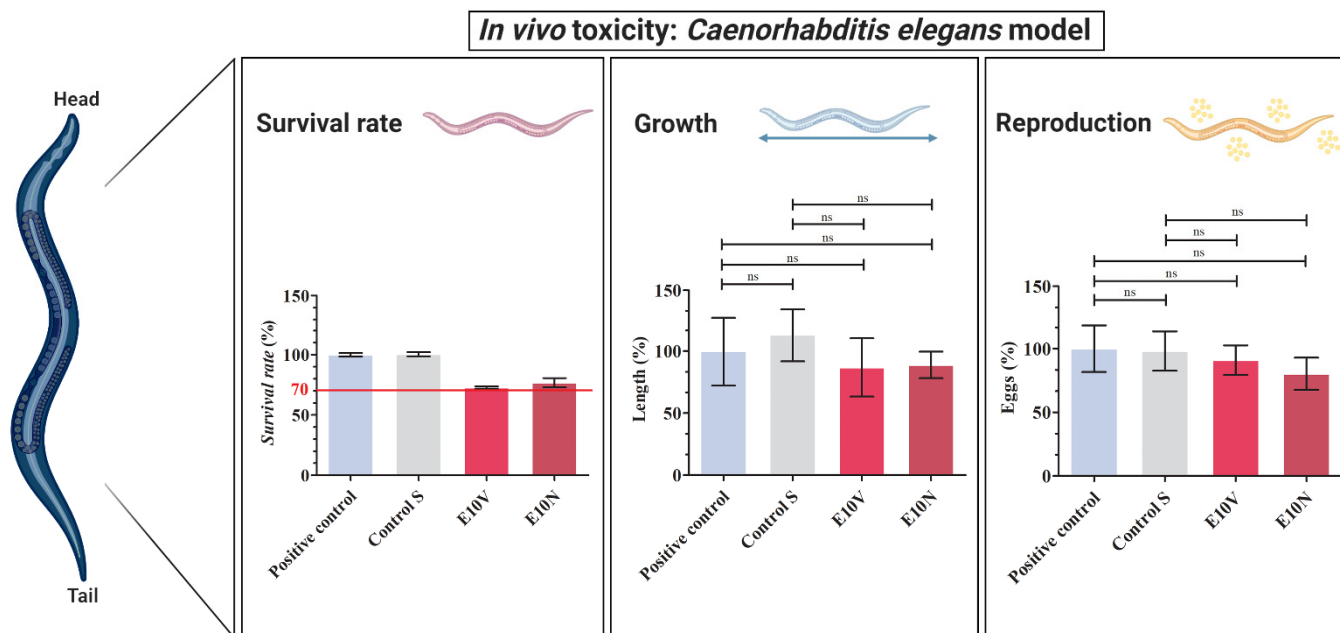 In vivo toxicity: Caenorhabditis elegans model
Head
Tail
Survival rate
Survival rate (%)
150
100
70
50
0
Positive control
Control S
E10V
E10N
Growth
ns
ns
ns
ns
ns
Length (%)
150
100
50
0
Positive control
Control S
E10V
E10N
Reproduction
ns
ns
ns
ns
ns
Eggs (%)
150
100
50
0
Positive control
Control S
E10V
E10N